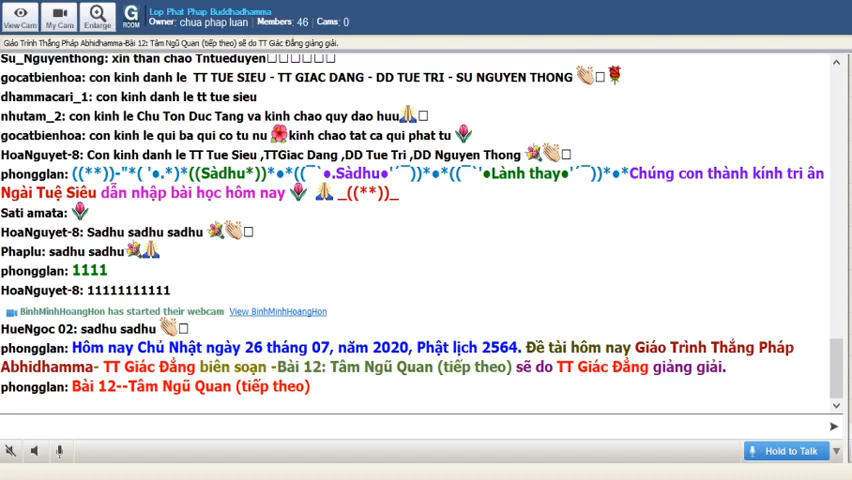 View Cam
My Cam
Enlarge
G
ROOM
Lop Phat Phap Buddhadhamma
Owner: chua phap luan Members: 46 Cams: 0
Giáo Trình Thắng Pháp Abhidhamma-Bài 12: Tâm Ngũ Quan (tiếp theo) sẽ do TT Giác Đẳng giảng giải.
Su_Nguyenthong: xin than chao Tntueduyen
gocatbienhoa: con kinh danh le TT TUE SIEU - TT GIAC DANG - DD TUE TRI - SU NGUYEN THONG 👏🌹
dhammacari_1: con kinh danh le tt tue sieu
nhutam_2: con kinh le Chu Ton Duc Tang va kinh chao quy dao huu🙏
gocatbienhoa: con kinh le qui ba qui co tu nu 🌺kinh chao tat ca qui phat tu 🌷
HoaNguyet-8: Con kinh danh le TT Tue Sieu ,TTGiac Dang ,DD Tue Tri ,DD Nguyen Thong 💐👏
phongglan: ((**))-"*( '●.*)*((Sàdhu*))*●*((¯`●.Sàdhu●'´¯))*●*((¯`'●Lành thay●'´¯))*●*Chúng con thành kính tri ân
Ngài Tuệ Siêu dẫn nhập bài học hôm nay 🌷 🙏 _((**))_
Sati amata: 🌷
HoaNguyet-8: Sadhu sadhu sadhu 💐👏
Phaplu: sadhu sadhu💐🙏
phongglan: 1111
HoaNguyet-8: 11111111111
BinhMinhHoangHon has started their webcam View BinhMinhHoangHon
HueNgoc 02: sadhu sadhu 👏
phongglan: Hôm nay Chủ Nhật ngày 26 tháng 07, năm 2020, Phật lịch 2564. Đề tài hôm nay Giáo Trình Thắng Pháp
Abhidhamma- TT Giác Đẳng biên soạn -Bài 12: Tâm Ngũ Quan (tiếp theo) sẽ do TT Giác Đẳng giảng giải.
phongglan: Bài 12--Tâm Ngũ Quan (tiếp theo)
Hold to Talk